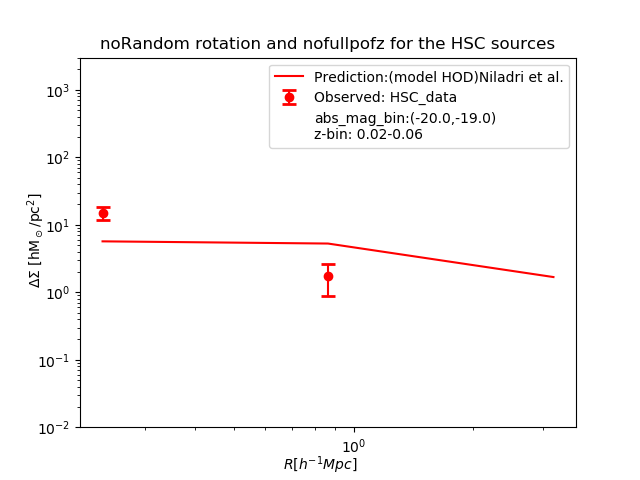 noRandom rotation and nofullpofz for the HSC sources
Prediction:(model HOD)Niladri et al.
Observed: HSC_data
abs_mag_bin:(-20.0,-19.0)
z-bin: 0.02-0.06
10³
10²
10¹
10⁰
10⁻¹
10⁻²
ΔΣ [hM⊙/pc²]
10⁰
R[h⁻¹Mpc]